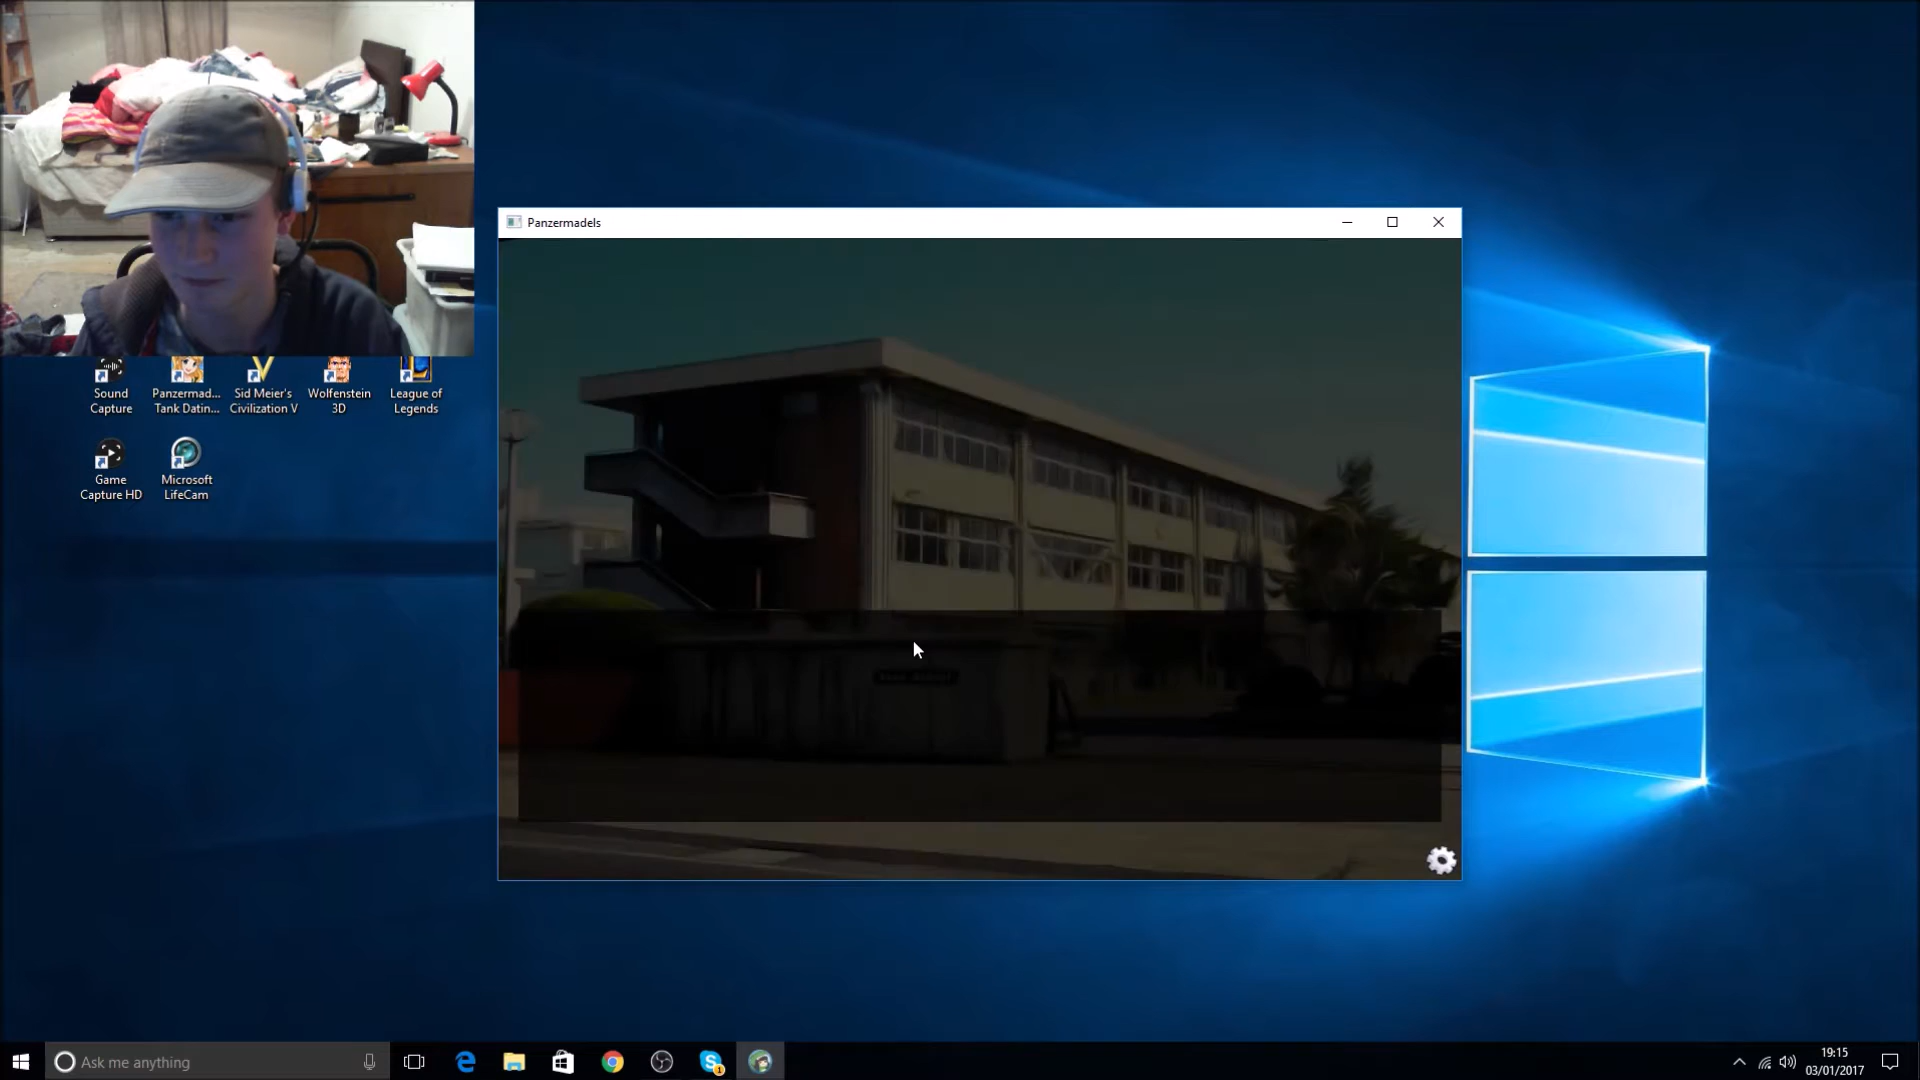 Panzermadels
Sound
Capture
Panzermad...
Tank Datin...
Sid Meier's
Civilization V
Wolfenstein
3D
League of
Legends
Game
Capture HD
Microsoft
LifeCam
Ask me anything
19:15
03/01/2017